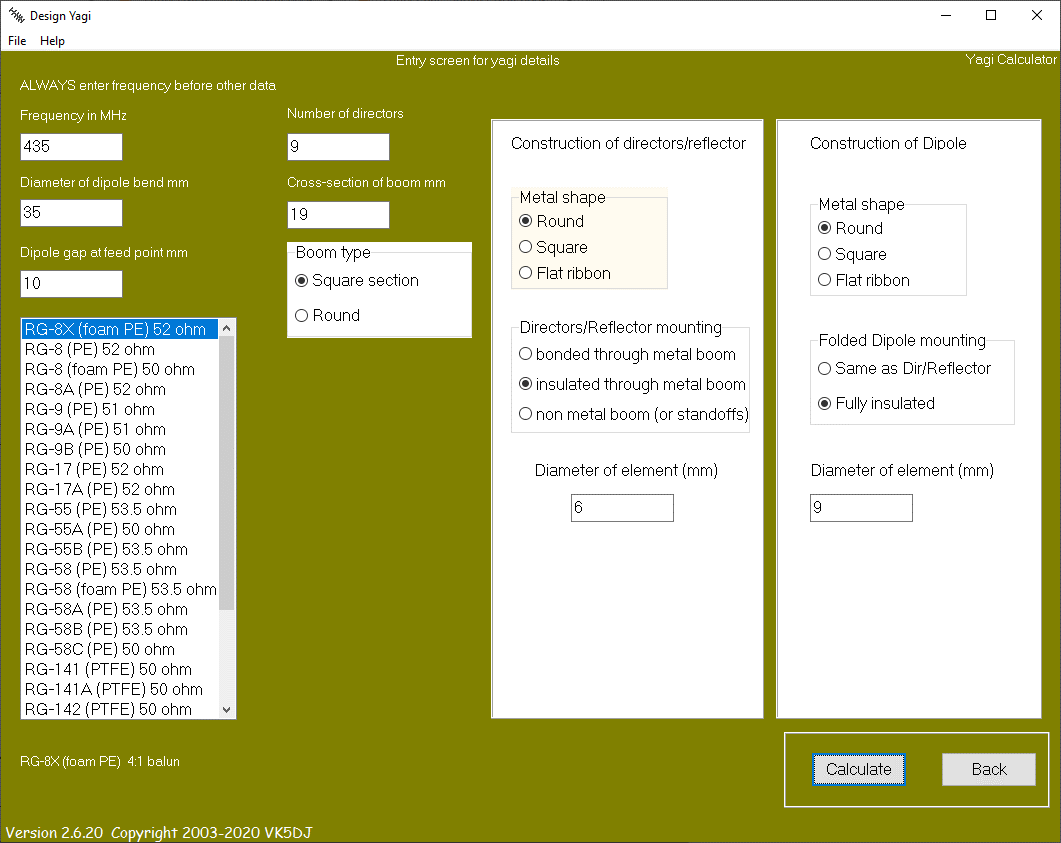 Design Yagi
File Help
Entry screen for yagi details
Yagi Calculator
ALWAYS enter frequency before other data
Frequency in MHz
435
Diameter of dipole bend mm
35
Dipole gap at feed point mm
10
Number of directors
9
Cross-section of boom mm
19
Boom type
Square section
Round
RG-8X (foam PE) 52 ohm
RG-8 (PE) 52 ohm
RG-8 (foam PE) 50 ohm
RG-8A (PE) 52 ohm
RG-9 (PE) 51 ohm
RG-9A (PE) 51 ohm
RG-9B (PE) 50 ohm
RG-17 (PE) 52 ohm
RG-17A (PE) 52 ohm
RG-55 (PE) 53.5 ohm
RG-55A (PE) 50 ohm
RG-55B (PE) 53.5 ohm
RG-58 (PE) 53.5 ohm
RG-58 (foam PE) 53.5 ohm
RG-58A (PE) 53.5 ohm
RG-58B (PE) 53.5 ohm
RG-58C (PE) 50 ohm
RG-141 (PTFE) 50 ohm
RG-141A (PTFE) 50 ohm
RG-142 (PTFE) 50 ohm
Construction of directors/reflector
Metal shape
Round
Square
Flat ribbon
Directors/Reflector mounting
bonded through metal boom
insulated through metal boom
non metal boom (or standoffs)
Diameter of element (mm)
6
Construction of Dipole
Metal shape
Round
Square
Flat ribbon
Folded Dipole mounting
Same as Dir/Reflector
Fully insulated
Diameter of element (mm)
9
RG-8X (foam PE) 4:1 balun
Calculate
Back
Version 2.6.20 Copyright 2003-2020 VK5DJ